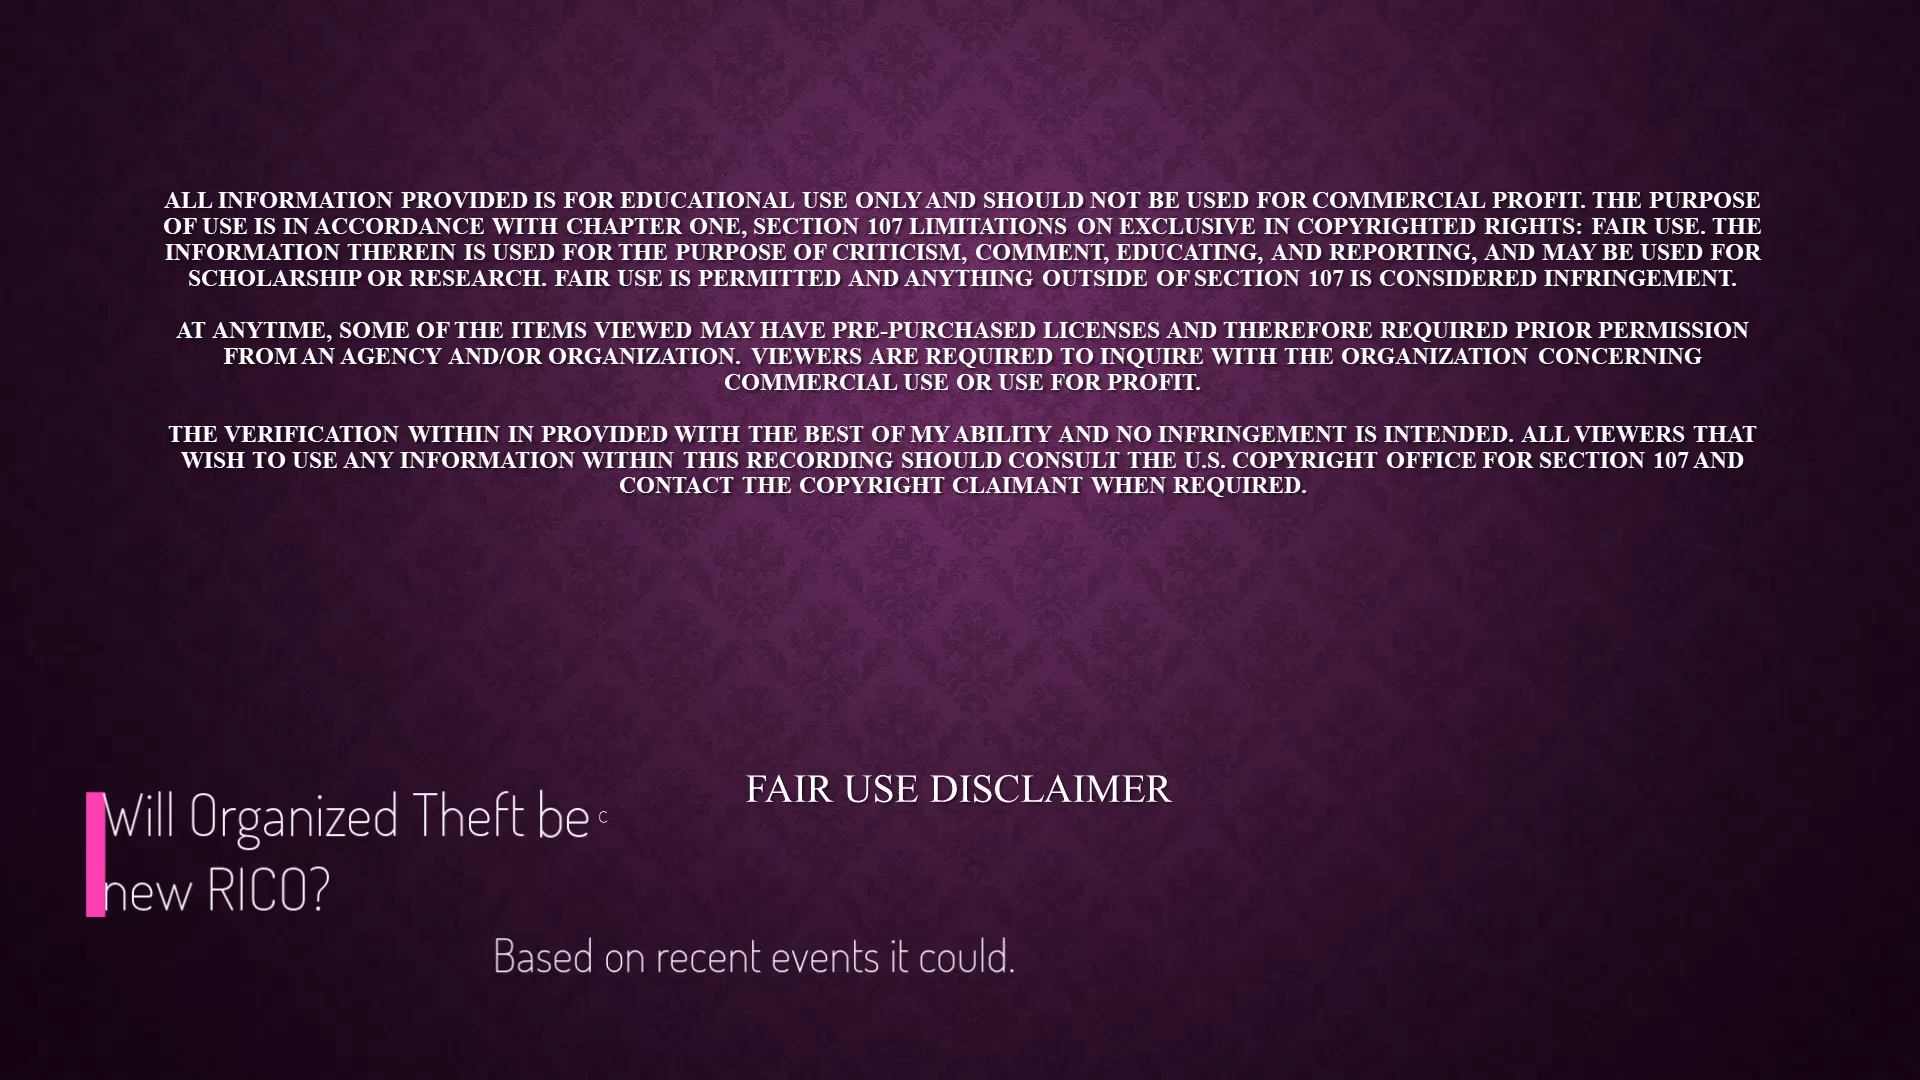 ALL INFORMATION PROVIDED IS FOR EDUCATIONAL USE ONLY AND SHOULD NOT BE USED FOR COMMERCIAL PROFIT. THE PURPOSE
OF USE IS IN ACCORDANCE WITH CHAPTER ONE, SECTION 107 LIMITATIONS ON EXCLUSIVE IN COPYRIGHTED RIGHTS: FAIR USE. THE
INFORMATION THEREIN IS USED FOR THE PURPOSE OF CRITICISM, COMMENT, EDUCATING, AND REPORTING, AND MAY BE USED FOR
SCHOLARSHIP OR RESEARCH. FAIR USE IS PERMITTED AND ANYTHING OUTSIDE OF SECTION 107 IS CONSIDERED INFRINGEMENT.
AT ANYTIME, SOME OF THE ITEMS VIEWED MAY HAVE PRE-PURCHASED LICENSES AND THEREFORE REQUIRED PRIOR PERMISSION
FROM AN AGENCY AND/OR ORGANIZATION. VIEWERS ARE REQUIRED TO INQUIRE WITH THE ORGANIZATION CONCERNING
COMMERCIAL USE OR USE FOR PROFIT.
THE VERIFICATION WITHIN IN PROVIDED WITH THE BEST OF MY ABILITY AND NO INFRINGEMENT IS INTENDED. ALL VIEWERS THAT
WISH TO USE ANY INFORMATION WITHIN THIS RECORDING SHOULD CONSULT THE U.S. COPYRIGHT OFFICE FOR SECTION 107 AND
CONTACT THE COPYRIGHT CLAIMANT WHEN REQUIRED.
FAIR USE DISCLAIMER
Will Organized Theft be c
new RICO?
Based on recent events it could.